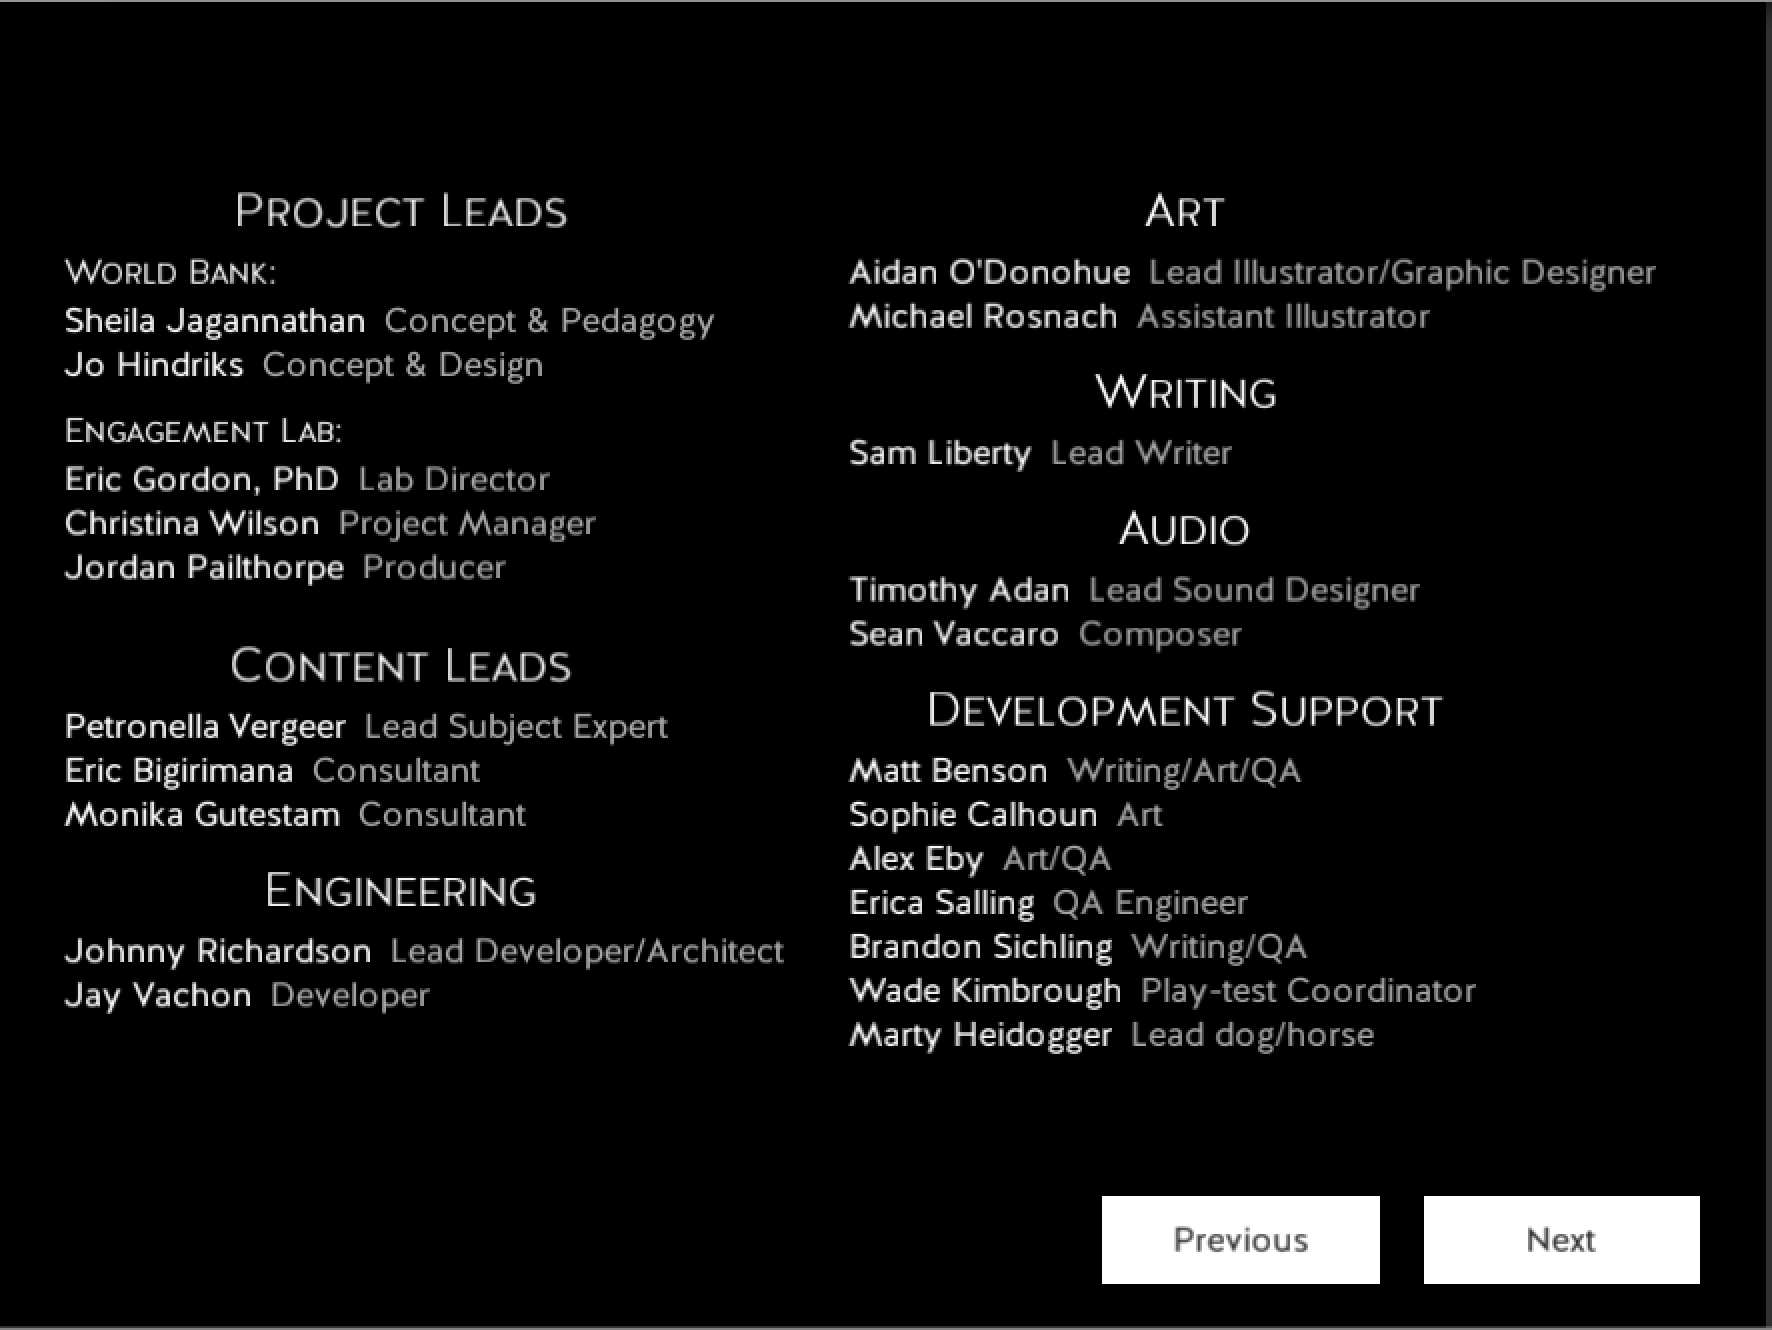 PROJECT LEADS
WORLD BANK:
Sheila Jagannathan Concept & Pedagogy
Jo Hindriks Concept & Design
ENGAGEMENT LAB:
Eric Gordon, PhD Lab Director
Christina Wilson Project Manager
Jordan Pailthorpe Producer
CONTENT LEADS
Petronella Vergeer Lead Subject Expert
Eric Bigirimana Consultant
Monika Gutestam Consultant
ENGINEERING
Johnny Richardson Lead Developer/Architect
Jay Vachon Developer
ART
Aidan O'Donohue Lead Illustrator/Graphic Designer
Michael Rosnach Assistant Illustrator
WRITING
Sam Liberty Lead Writer
AUDIO
Timothy Adan Lead Sound Designer
Sean Vaccaro Composer
DEVELOPMENT SUPPORT
Matt Benson Writing/Art/QA
Sophie Calhoun Art
Alex Eby Art/QA
Erica Salling QA Engineer
Brandon Sichling Writing/QA
Wade Kimbrough Play-test Coordinator
Marty Heidogger Lead dog/horse
Previous
Next